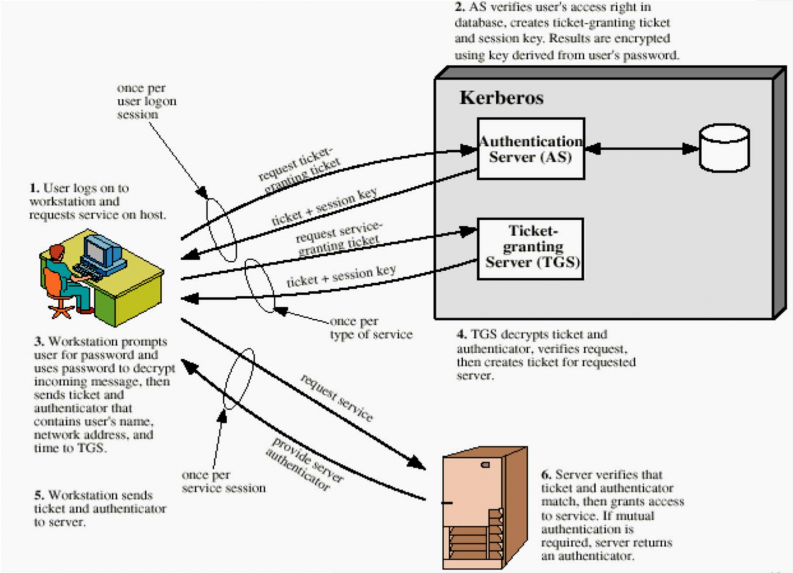 2. AS verifies user's access right in
database, creates ticket-granting ticket
and session key. Results are encrypted
using key derived from user's password.
once per
user logon
session
Kerberos
Authentication
Server (AS)
request ticket-
granting ticket
1. User logs on to
workstation and
requests service on host.
ticket + session key
request service-
granting ticket
Ticket-
granting
Server (TGS)
ticket + session key
once per
type of service
3. Workstation prompts
user for password and
uses password to decrypt
incoming message, then
sends ticket and
authenticator that
contains user's name,
network address, and
time to TGS.
4. TGS decrypts ticket and
authenticator, verifies request,
then creates ticket for requested
server.
request service
provide server
authenticator
once per
service session
5. Workstation sends
ticket and authenticator
to server.
6. Server verifies that
ticket and authenticator
match, then grants access
to service. If mutual
authentication is
required, server returns
an authenticator.